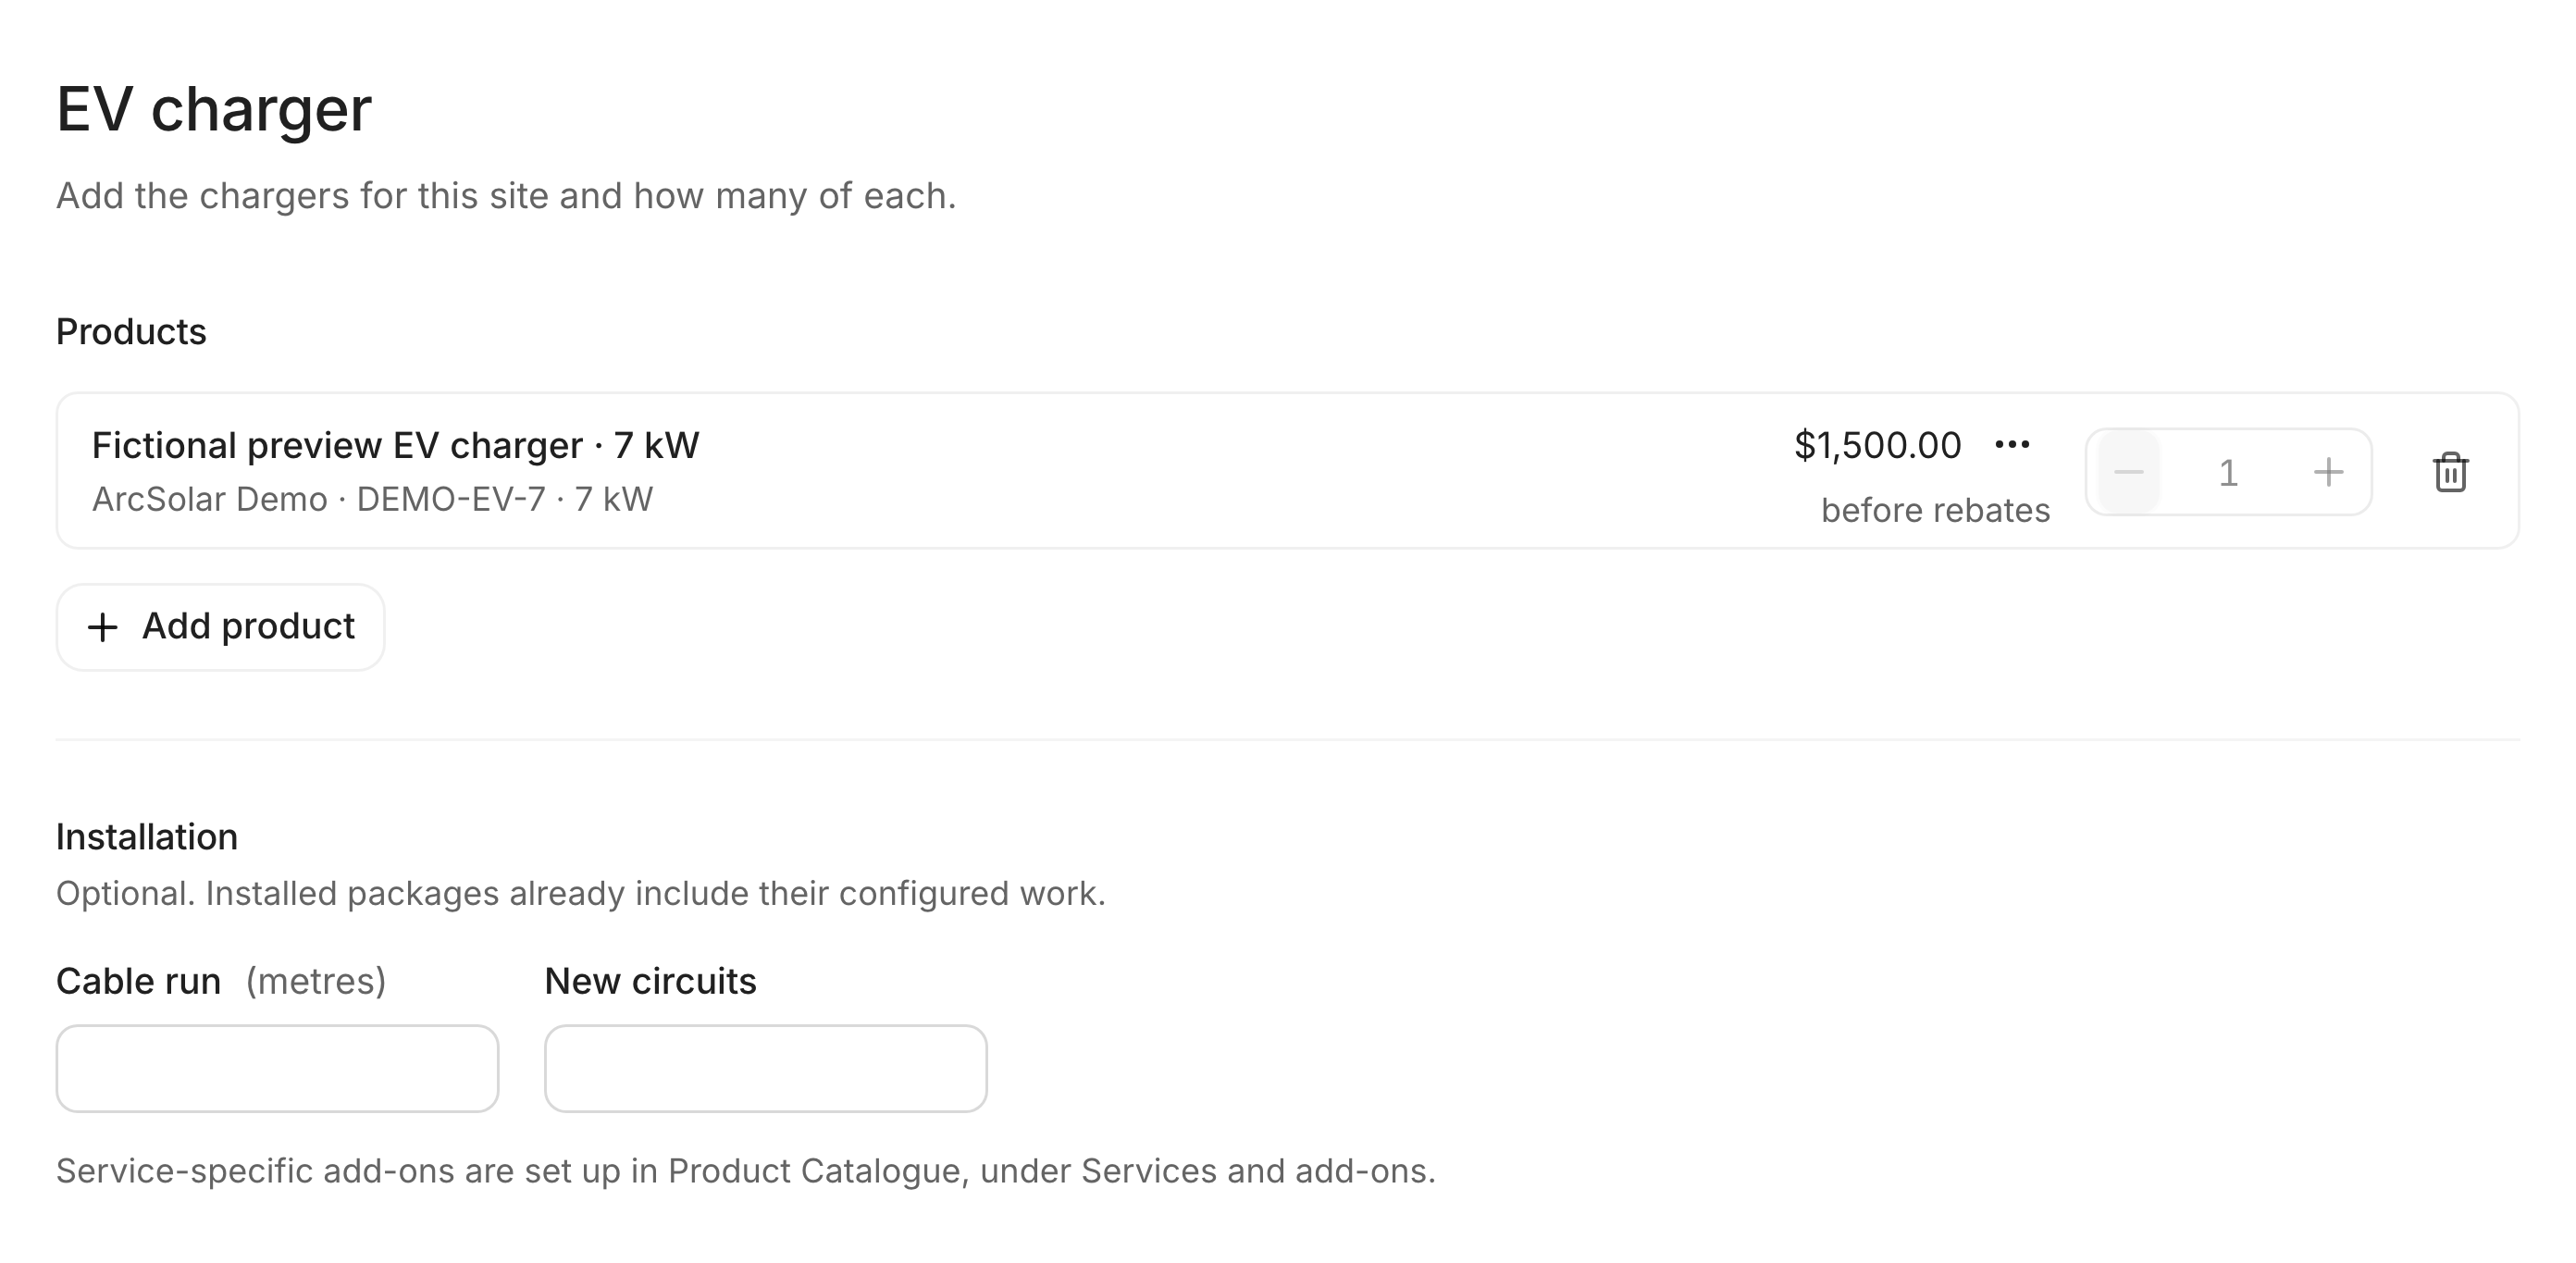 EV charger
Add the chargers for this site and how many of each.
Products
Fictional preview EV charger · 7 kW
$1,500.00 •••
ArcSolar Demo · DEMO-EV-7 · 7 kW
before rebates
1
Add product
Installation
Optional. Installed packages already include their configured work.
Cable run (metres)
New circuits
Service-specific add-ons are set up in Product Catalogue, under Services and add-ons.